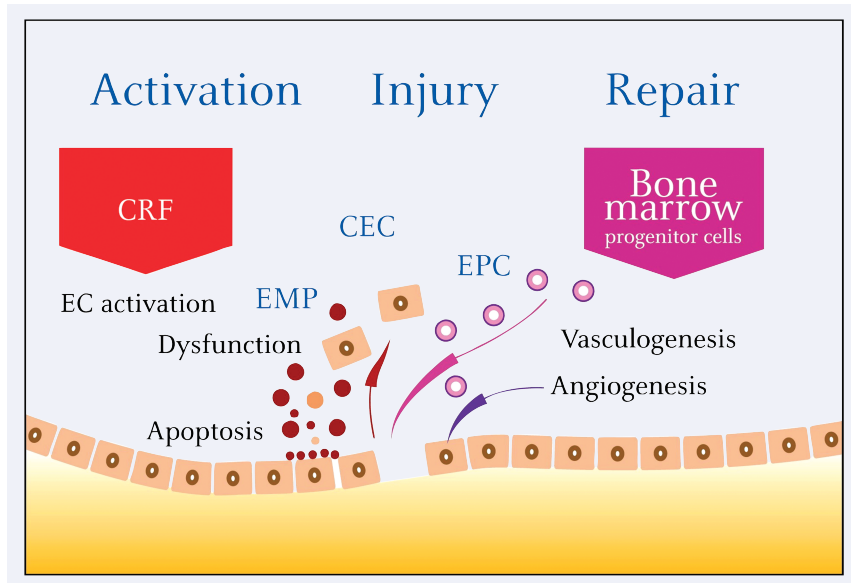 Activation
Injury
Repair
CRF
Bone
marrow
progenitor cells
CEC
EPC
EMP
EC activation
Dysfunction
Vasculogenesis
Angiogenesis
Apoptosis